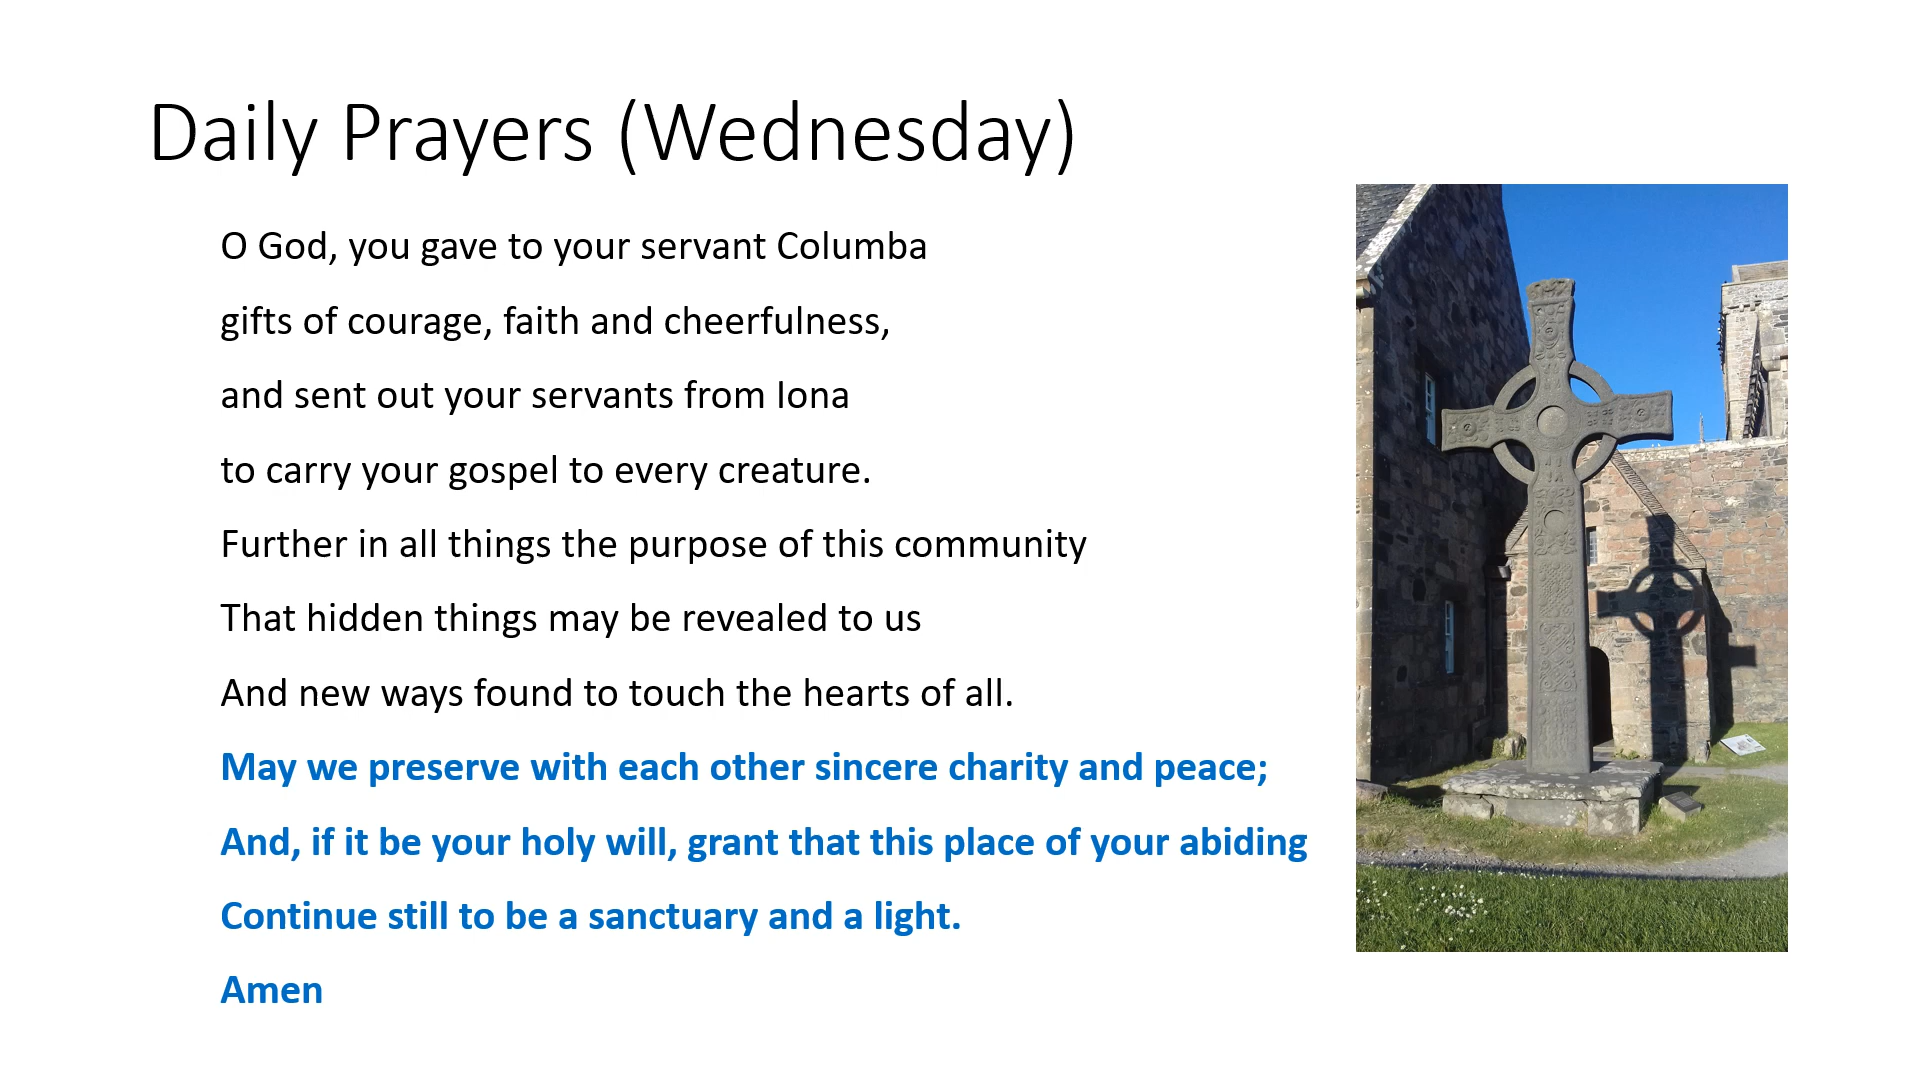 Daily Prayers (Wednesday)
O God, you gave to your servant Columba
gifts of courage, faith and cheerfulness,
and sent out your servants from Iona
to carry your gospel to every creature.
Further in all things the purpose of this community
That hidden things may be revealed to us
And new ways found to touch the hearts of all.
May we preserve with each other sincere charity and peace;
And, if it be your holy will, grant that this place of your abiding
Continue still to be a sanctuary and a light.
Amen